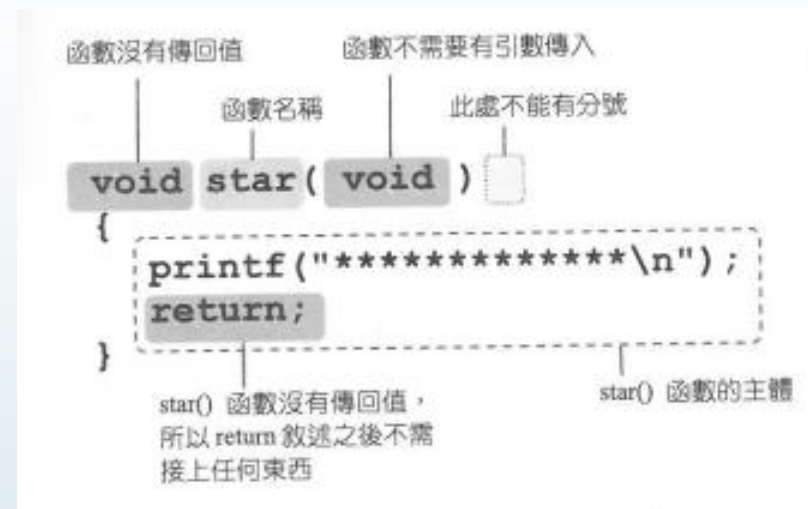 函數沒有傳回值
函數不需要有引數傳入
函數名稱
此處不能有分號
void star( void )
{
printf("*************\n");
return;
}
star() 函數沒有傳回值，
所以 return 敘述之後不需
接上任何東西
star() 函數的主體